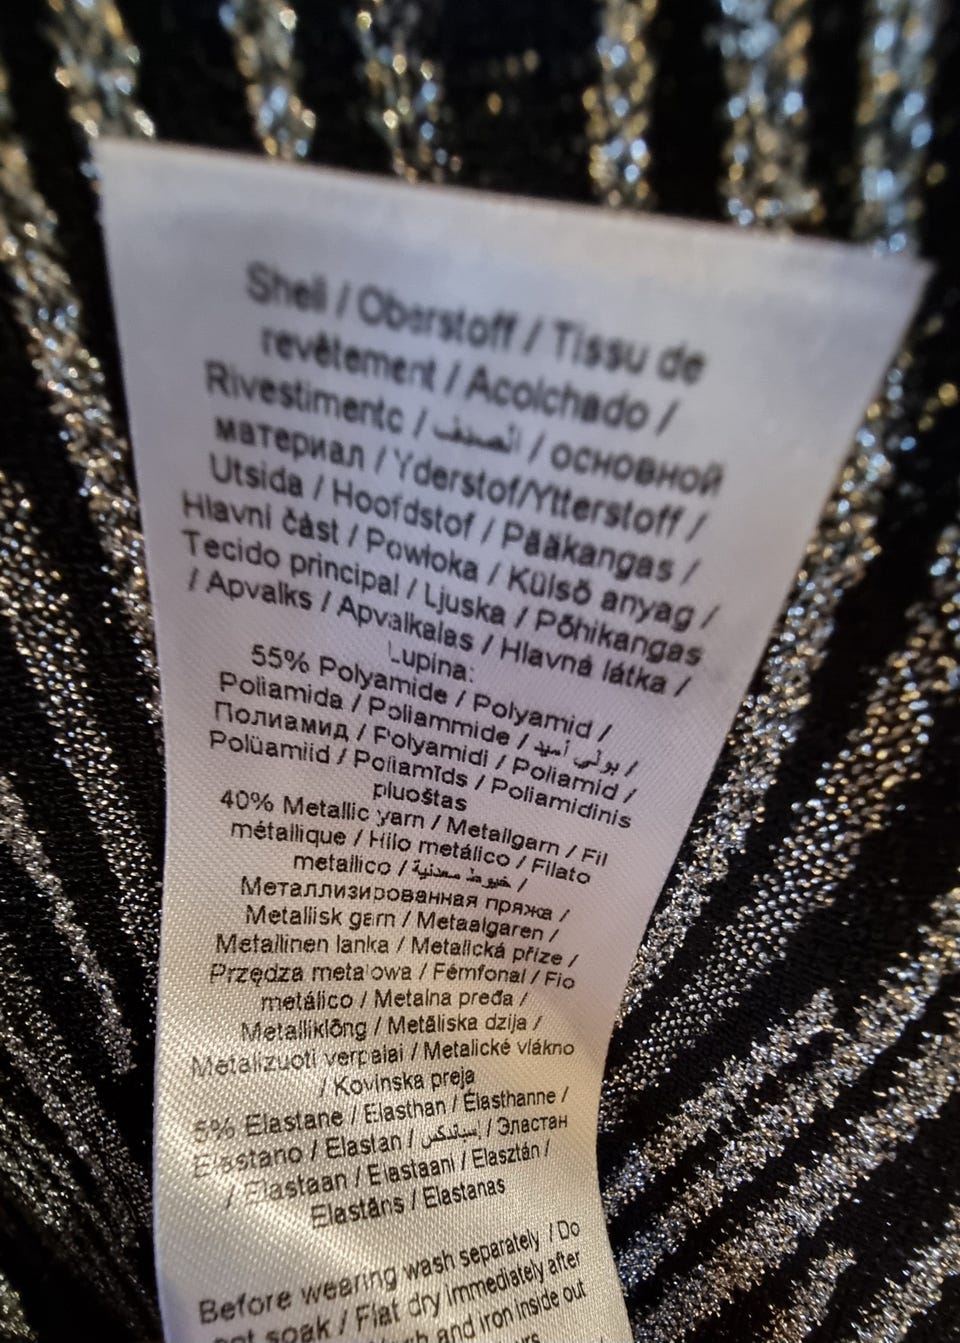 Shell / Oberstoff / Tissu de
revêtement / Acolchado /
Rivestimento / الصدف / основной
материал / Yderstof/Ytterstoff /
Utsida / Hoofdstof / Pääkangas /
Hlavní část / Powłoka / Külső anyag /
Tecido principal / Ljuska / Põhikangas
/ Apvalks / Apvalkalas / Hlavná látka /
Lupina:
55% Polyamide / Polyamid /
Poliamida / Poliammide / بولي أميد /
Полиамид / Polyamidi / Poliamid /
Polüamiid / Poliamīds / Poliamidinis
pluoštas
40% Metallic yarn / Metallgarn / Fil
métallique / Hilo metálico / Filato
metallico / خيوط معدنية /
Металлизированная пряжа /
Metallisk garn / Metaalgaren /
Metallinen lanka / Metalická příze /
Przędza metalowa / Fémfonal / Fio
metálico / Metalna pređa /
Metalliklõng / Metāliska dzija /
Metalizuoti verpalai / Metalické vlákno
/ Kovinska preja
5% Elastane / Elasthan / Élasthanne /
Elastano / Elastan / إسباندكس / Эластан
/ Elastaan / Elastaani / Elasztán /
Elastāns / Elastanas
Before wearing wash separately / Do
not soak / Flat dry immediately after
and iron inside out